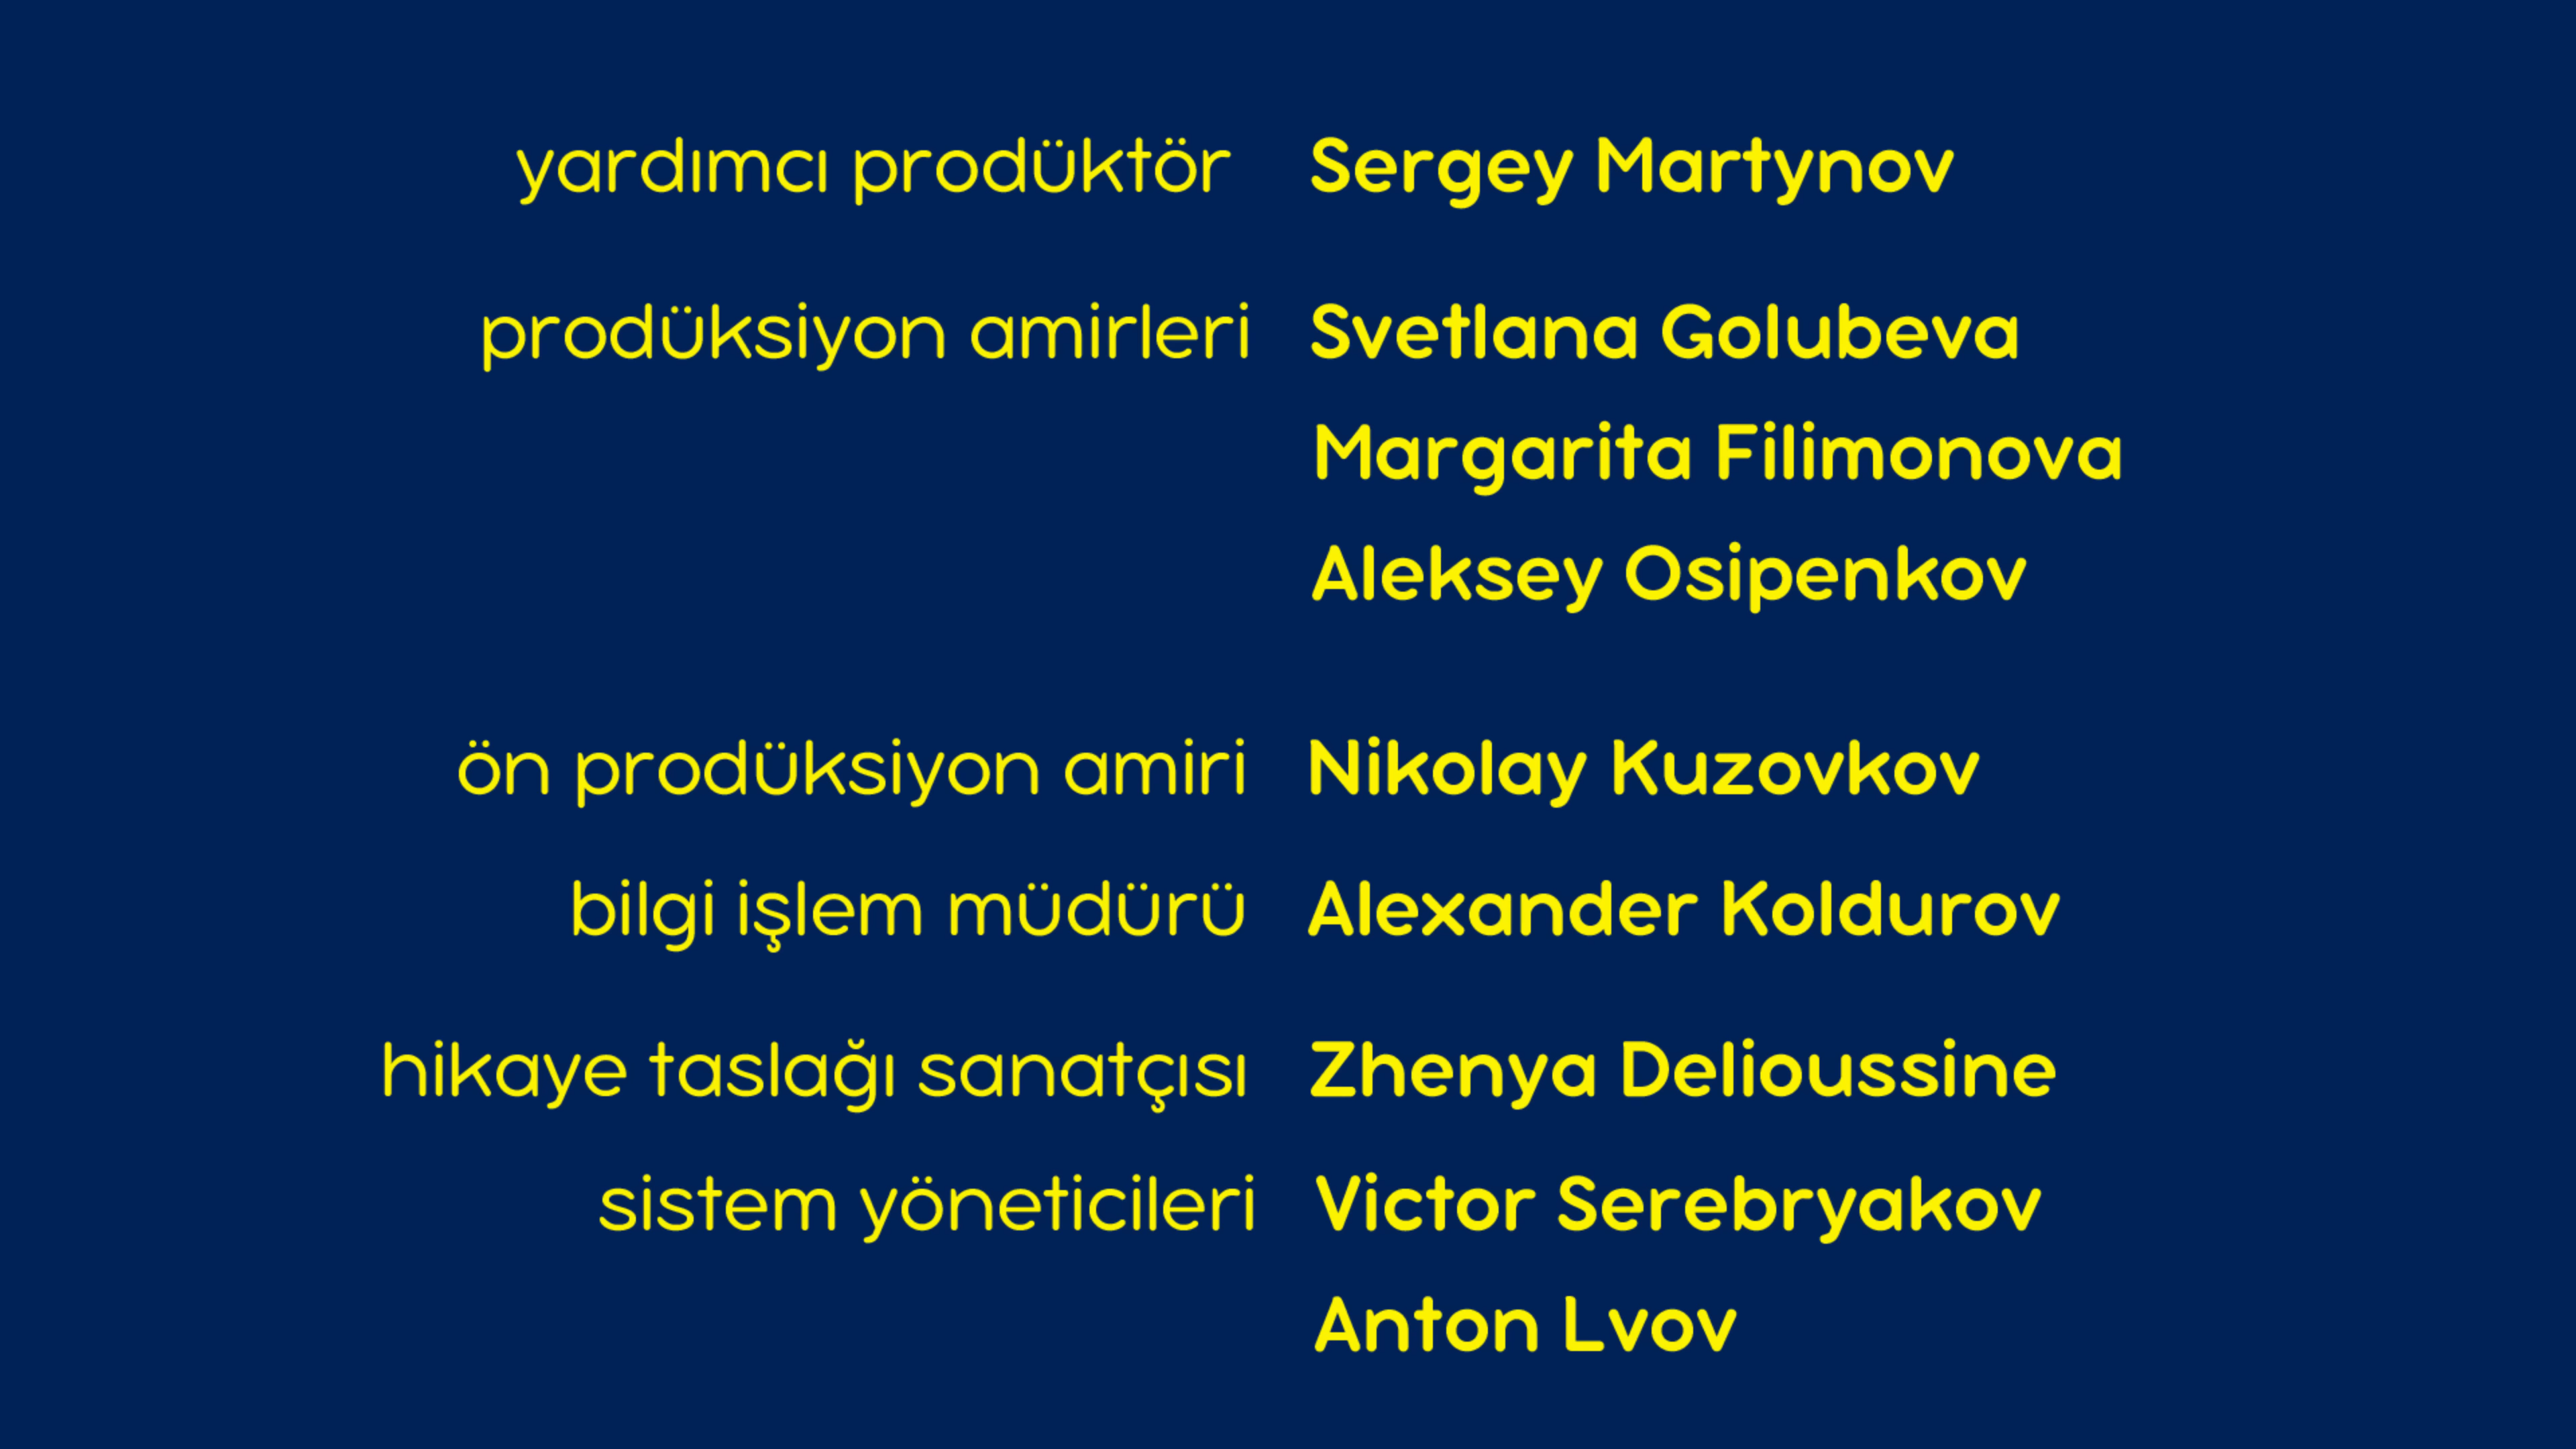 yardımcı prodüktör Sergey Martynov
prodüksiyon amirleri Svetlana Golubeva
Margarita Filimonova
Aleksey Osipenkov
ön prodüksiyon amiri Nikolay Kuzovkov
bilgi işlem müdürü Alexander Koldurov
hikaye taslağı sanatçısı Zhenya Delioussine
sistem yöneticileri Victor Serebryakov
Anton Lvov